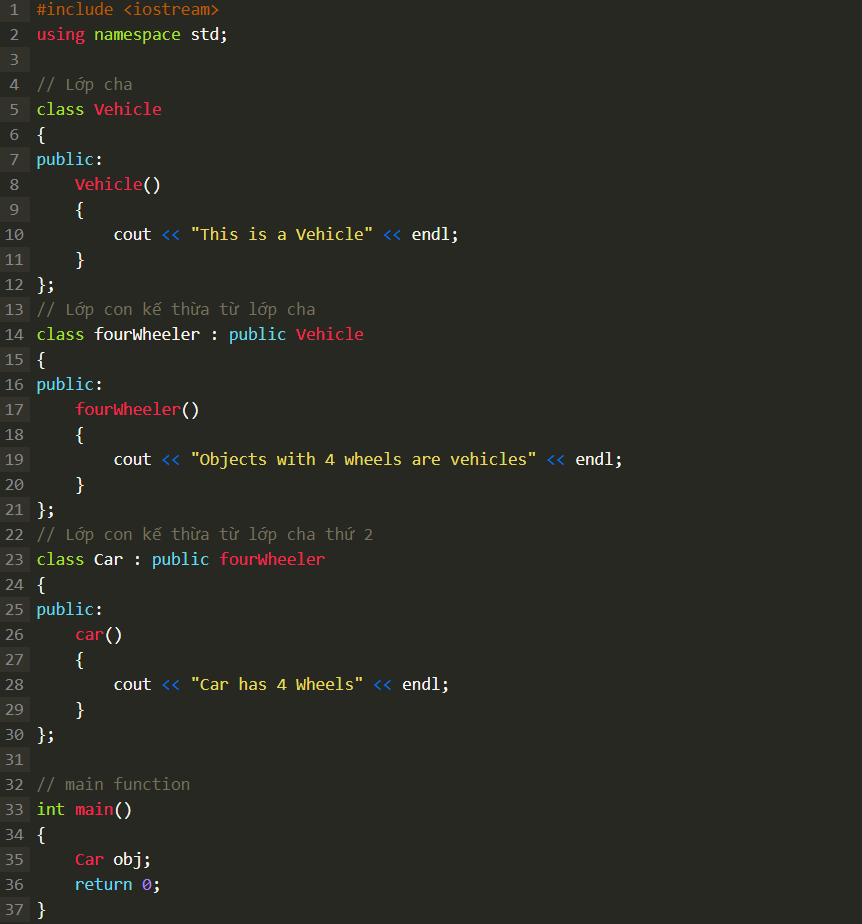 1 #include <iostream>
2 using namespace std;
3
4 // Lớp cha
5 class Vehicle
6 {
7 public:
8     Vehicle()
9     {
10         cout << "This is a Vehicle" << endl;
11     }
12 };
13 // Lớp con kế thừa từ lớp cha
14 class fourWheeler : public Vehicle
15 {
16 public:
17     fourWheeler()
18     {
19         cout << "Objects with 4 wheels are vehicles" << endl;
20     }
21 };
22 // Lớp con kế thừa từ lớp cha thứ 2
23 class Car : public fourWheeler
24 {
25 public:
26     car()
27     {
28         cout << "Car has 4 Wheels" << endl;
29     }
30 };
31
32 // main function
33 int main()
34 {
35     Car obj;
36     return 0;
37 }